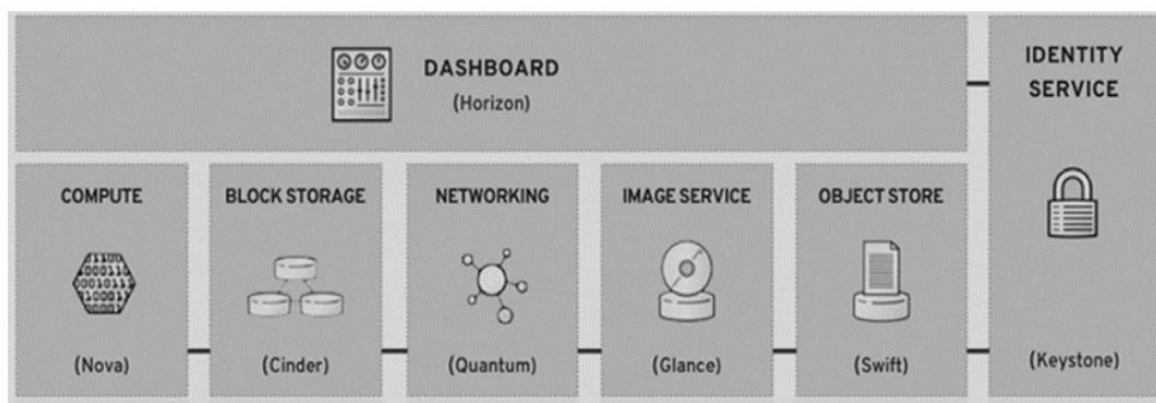 DASHBOARD
(Horizon)
IDENTITY
SERVICE
(Keystone)
COMPUTE
(Nova)
BLOCK STORAGE
(Cinder)
NETWORKING
(Quantum)
IMAGE SERVICE
(Glance)
OBJECT STORE
(Swift)